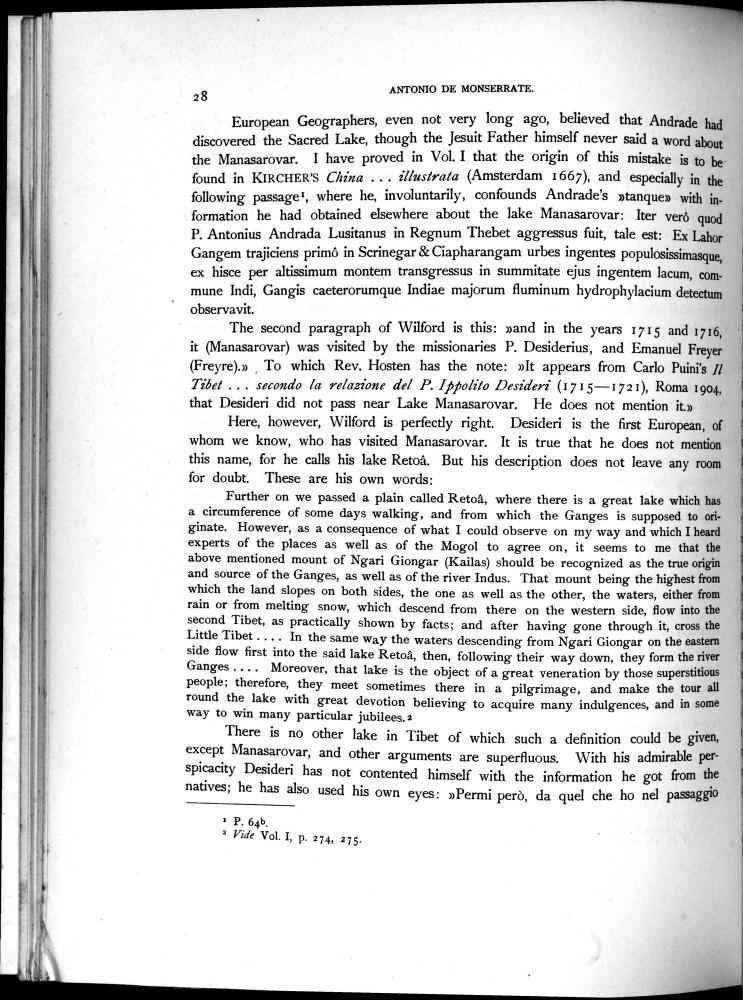 28
ANTONIO DE MONSERRATE.
European Geographers, even not very long ago, believed that Andrade had
discovered the Sacred Lake, though the Jesuit Father himself never said a word about
the Manasarovar. I have proved in Vol. I that the origin of this mistake is to be
found in KIRCHER'S China ... illustrata (Amsterdam 1667), and especially in the
following passage¹, where he, involuntarily, confounds Andrade's »tanque» with in-
formation he had obtained elsewhere about the lake Manasarovar: Iter verô quod
P. Antonius Andrada Lusitanus in Regnum Thebet aggressus fuit, tale est: Ex Lahor
Gangem trajiciens primô in Scrinegar & Ciapharangam urbes ingentes populosissimasque,
ex hisce per altissimum montem transgressus in summitate ejus ingentem lacum, com-
mune Indi, Gangis caeterorumque Indiae majorum fluminum hydrophylacium detectum
observavit.
The second paragraph of Wilford is this: »and in the years 1715 and 1716,
it (Manasarovar) was visited by the missionaries P. Desiderius, and Emanuel Freyer
(Freyre).» To which Rev. Hosten has the note: »It appears from Carlo Puini's Il
Tibet ... secondo la relazione del P. Ippolito Desideri (1715—1721), Roma 1904,
that Desideri did not pass near Lake Manasarovar. He does not mention it.»
Here, however, Wilford is perfectly right. Desideri is the first European, of
whom we know, who has visited Manasarovar. It is true that he does not mention
this name, for he calls his lake Retoâ. But his description does not leave any room
for doubt. These are his own words:
Further on we passed a plain called Retoâ, where there is a great lake which has
a circumference of some days walking, and from which the Ganges is supposed to ori-
ginate. However, as a consequence of what I could observe on my way and which I heard
experts of the places as well as of the Mogol to agree on, it seems to me that the
above mentioned mount of Ngari Giongar (Kailas) should be recognized as the true origin
and source of the Ganges, as well as of the river Indus. That mount being the highest from
which the land slopes on both sides, the one as well as the other, the waters, either from
rain or from melting snow, which descend from there on the western side, flow into the
second Tibet, as practically shown by facts; and after having gone through it, cross the
Little Tibet .... In the same way the waters descending from Ngari Giongar on the eastern
side flow first into the said lake Retoâ, then, following their way down, they form the river
Ganges .... Moreover, that lake is the object of a great veneration by those superstitious
people; therefore, they meet sometimes there in a pilgrimage, and make the tour all
round the lake with great devotion believing to acquire many indulgences, and in some
way to win many particular jubilees.²
There is no other lake in Tibet of which such a definition could be given,
except Manasarovar, and other arguments are superfluous. With his admirable per-
spicacity Desideri has not contented himself with the information he got from the
natives; he has also used his own eyes: »Permi però, da quel che ho nel passaggio
¹ P. 64ᵇ.
² Vide Vol. I, p. 274, 275.